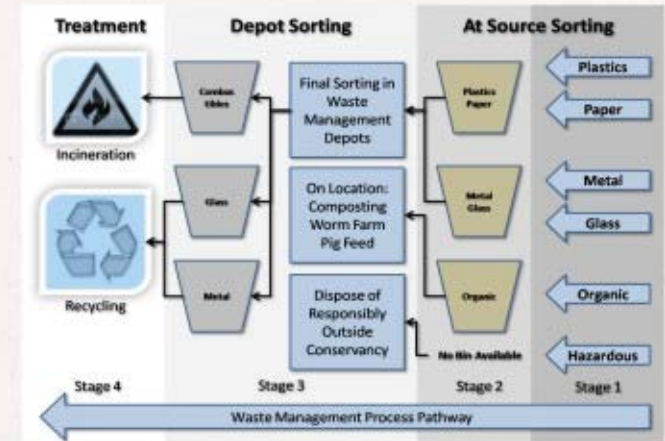 Treatment
Depot Sorting
At Source Sorting
Incineration
Recycling
Combus
tibles
Glass
Metal
Final Sorting in
Waste
Management
Depots
On Location:
Composting
Worm Farm
Pig Feed
Dispose of
Responsibly
Outside
Conservancy
Plastics
Paper
Metal
Glass
Organic
No Bin Available
Plastics
Paper
Metal
Glass
Organic
Hazardous
Stage 4
Stage 3
Stage 2
Stage 1
Waste Management Process Pathway